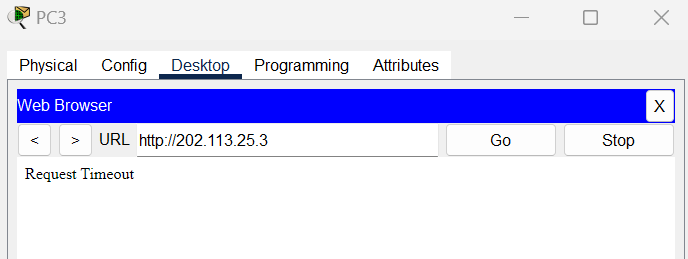 PC3
Physical Config Desktop Programming Attributes
Web Browser X
< > URL http://202.113.25.3 Go Stop
Request Timeout